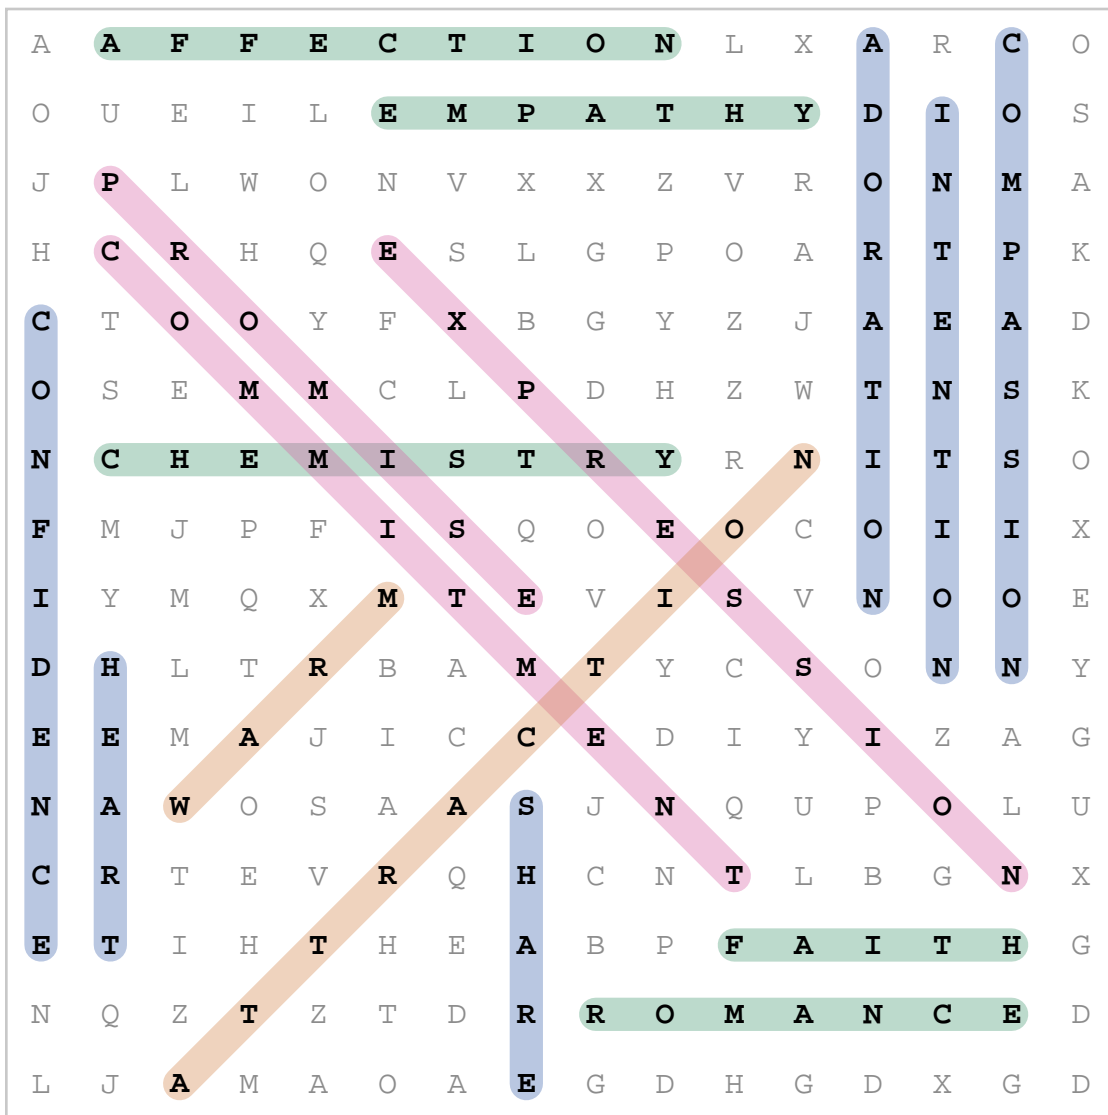 A A F F E C T I O N L X A R C O
O U E I L E M P A T H Y D I O S
J P L W O N V X X Z V R O N M A
H C R H Q E S L G P O A R T P K
C T O O Y F X B G Y Z J A E A D
O S E M M C L P D H Z W T N S K
N C H E M I S T R Y R N I T S O
F M J P F I S Q O E O C O I I X
I Y M Q X M T E V I S V N O O E
D H L T R B A M T Y C S O N N Y
E E M A J I C C E D I Y I Z A G
N A W O S A A S J N Q U P O L U
C R T E V R Q H C N T L B G N X
E T I H T H E A B P F A I T H G
N Q Z T Z T D R R O M A N C E D
L J A M A O A E G D H G D X G D